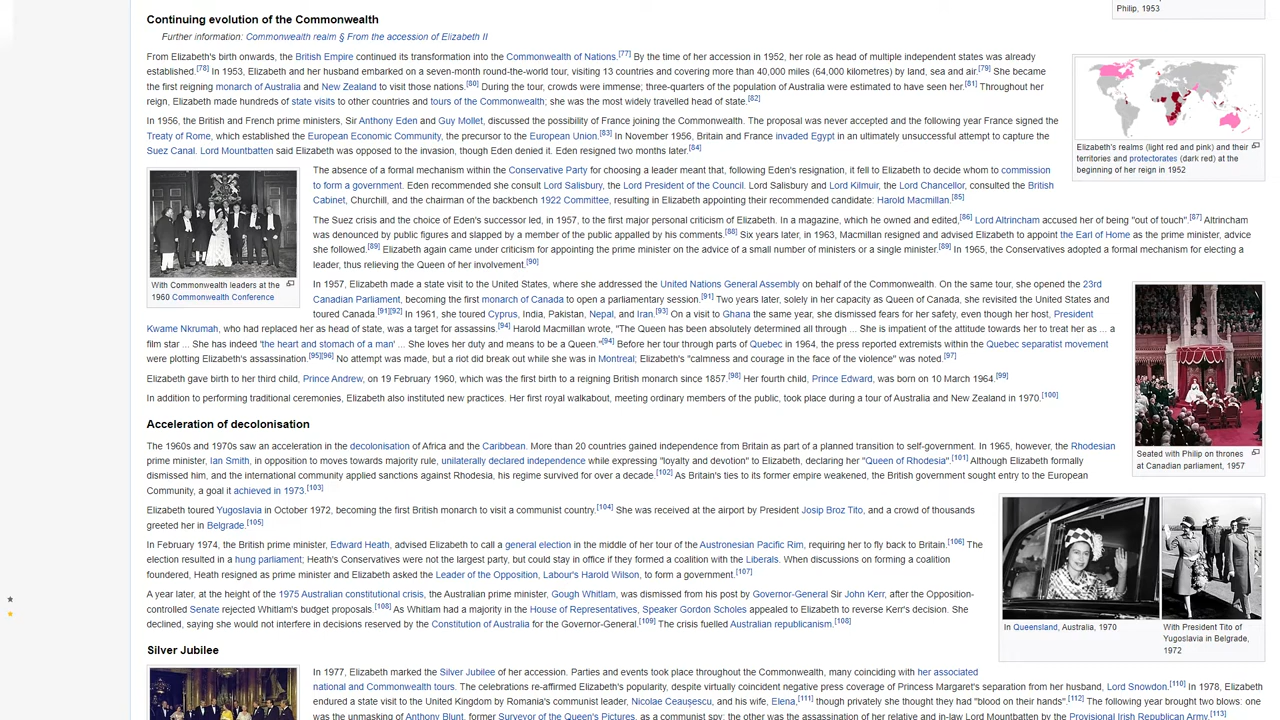 Philip, 1953
Continuing evolution of the Commonwealth
Further information: Commonwealth realm § From the accession of Elizabeth II
From Elizabeth's birth onwards, the British Empire continued its transformation into the Commonwealth of Nations.[77] By the time of her accession in 1952, her role as head of multiple independent states was already
established.[78] In 1953, Elizabeth and her husband embarked on a seven-month round-the-world tour, visiting 13 countries and covering more than 40,000 miles (64,000 kilometres) by land, sea and air.[79] She became
the first reigning monarch of Australia and New Zealand to visit those nations.[80] During the tour, crowds were immense; three-quarters of the population of Australia were estimated to have seen her.[81] Throughout her
reign, Elizabeth made hundreds of state visits to other countries and tours of the Commonwealth; she was the most widely travelled head of state.[82]
In 1956, the British and French prime ministers, Sir Anthony Eden and Guy Mollet, discussed the possibility of France joining the Commonwealth. The proposal was never accepted and the following year France signed the
Treaty of Rome, which established the European Economic Community, the precursor to the European Union.[83] In November 1956, Britain and France invaded Egypt in an ultimately unsuccessful attempt to capture the
Suez Canal. Lord Mountbatten said Elizabeth was opposed to the invasion, though Eden denied it. Eden resigned two months later.[84]
Elizabeth's realms (light red and pink) and their
territories and protectorates (dark red) at the
beginning of her reign in 1952
The absence of a formal mechanism within the Conservative Party for choosing a leader meant that, following Eden's resignation, it fell to Elizabeth to decide whom to commission
to form a government. Eden recommended she consult Lord Salisbury, the Lord President of the Council. Lord Salisbury and Lord Kilmuir, the Lord Chancellor, consulted the British
Cabinet, Churchill, and the chairman of the backbench 1922 Committee, resulting in Elizabeth appointing their recommended candidate: Harold Macmillan.[85]
The Suez crisis and the choice of Eden's successor led, in 1957, to the first major personal criticism of Elizabeth. In a magazine, which he owned and edited,[86] Lord Altrincham accused her of being "out of touch".[87] Altrincham
was denounced by public figures and slapped by a member of the public appalled by his comments.[88] Six years later, in 1963, Macmillan resigned and advised Elizabeth to appoint the Earl of Home as the prime minister, advice
she followed.[89] Elizabeth again came under criticism for appointing the prime minister on the advice of a small number of ministers or a single minister.[89] In 1965, the Conservatives adopted a formal mechanism for electing a
leader, thus relieving the Queen of her involvement.[90]
With Commonwealth leaders at the
1960 Commonwealth Conference
In 1957, Elizabeth made a state visit to the United States, where she addressed the United Nations General Assembly on behalf of the Commonwealth. On the same tour, she opened the 23rd
Canadian Parliament, becoming the first monarch of Canada to open a parliamentary session.[91] Two years later, solely in her capacity as Queen of Canada, she revisited the United States and
toured Canada.[91][92] In 1961, she toured Cyprus, India, Pakistan, Nepal, and Iran.[93] On a visit to Ghana the same year, she dismissed fears for her safety, even though her host, President
Kwame Nkrumah, who had replaced her as head of state, was a target for assassins.[94] Harold Macmillan wrote, "The Queen has been absolutely determined all through ... She is impatient of the attitude towards her to treat her as ... a
film star ... She has indeed 'the heart and stomach of a man' ... She loves her duty and means to be a Queen."[94] Before her tour through parts of Quebec in 1964, the press reported extremists within the Quebec separatist movement
were plotting Elizabeth's assassination.[95][96] No attempt was made, but a riot did break out while she was in Montreal; Elizabeth's "calmness and courage in the face of the violence" was noted.[97]
Elizabeth gave birth to her third child, Prince Andrew, on 19 February 1960, which was the first birth to a reigning British monarch since 1857.[98] Her fourth child, Prince Edward, was born on 10 March 1964.[99]
In addition to performing traditional ceremonies, Elizabeth also instituted new practices. Her first royal walkabout, meeting ordinary members of the public, took place during a tour of Australia and New Zealand in 1970.[100]
Seated with Philip on thrones
at Canadian parliament, 1957
Acceleration of decolonisation
The 1960s and 1970s saw an acceleration in the decolonisation of Africa and the Caribbean. More than 20 countries gained independence from Britain as part of a planned transition to self-government. In 1965, however, the Rhodesian
prime minister, Ian Smith, in opposition to moves towards majority rule, unilaterally declared independence while expressing "loyalty and devotion" to Elizabeth, declaring her "Queen of Rhodesia".[101] Although Elizabeth formally
dismissed him, and the international community applied sanctions against Rhodesia, his regime survived for over a decade.[102] As Britain's ties to its former empire weakened, the British government sought entry to the European
Community, a goal it achieved in 1973.[103]
Elizabeth toured Yugoslavia in October 1972, becoming the first British monarch to visit a communist country.[104] She was received at the airport by President Josip Broz Tito, and a crowd of thousands
greeted her in Belgrade.[105]
In February 1974, the British prime minister, Edward Heath, advised Elizabeth to call a general election in the middle of her tour of the Austronesian Pacific Rim, requiring her to fly back to Britain.[106] The
election resulted in a hung parliament; Heath's Conservatives were not the largest party, but could stay in office if they formed a coalition with the Liberals. When discussions on forming a coalition
foundered, Heath resigned as prime minister and Elizabeth asked the Leader of the Opposition, Labour's Harold Wilson, to form a government.[107]
A year later, at the height of the 1975 Australian constitutional crisis, the Australian prime minister, Gough Whitlam, was dismissed from his post by Governor-General Sir John Kerr, after the Opposition-
controlled Senate rejected Whitlam's budget proposals.[108] As Whitlam had a majority in the House of Representatives, Speaker Gordon Scholes appealed to Elizabeth to reverse Kerr's decision. She
declined, saying she would not interfere in decisions reserved by the Constitution of Australia for the Governor-General.[109] The crisis fuelled Australian republicanism.[108]
In Queensland, Australia, 1970
With President Tito of
Yugoslavia in Belgrade,
1972
Silver Jubilee
In 1977, Elizabeth marked the Silver Jubilee of her accession. Parties and events took place throughout the Commonwealth, many coinciding with her associated
national and Commonwealth tours. The celebrations re-affirmed Elizabeth's popularity, despite virtually coincident negative press coverage of Princess Margaret's separation from her husband, Lord Snowdon.[110] In 1978, Elizabeth
endured a state visit to the United Kingdom by Romania's communist leader, Nicolae Ceaușescu, and his wife, Elena,[111] though privately she thought they had "blood on their hands".[112] The following year brought two blows: one
was the unmasking of Anthony Blunt, former Surveyor of the Queen's Pictures, as a communist spy; the other was the assassination of her relative and in-law Lord Mountbatten by the Provisional Irish Republican Army.[113]